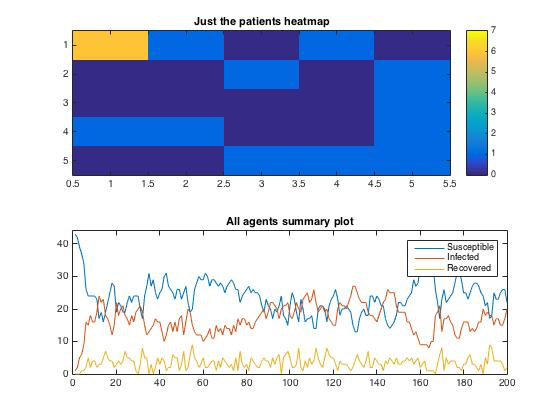 Just the patients heatmap
1
2
3
4
5
0.5 1 1.5 2 2.5 3 3.5 4 4.5 5 5.5
7
6
5
4
3
2
1
0
All agents summary plot
40
30
20
10
0
Susceptible
Infected
Recovered
0 20 40 60 80 100 120 140 160 180 200